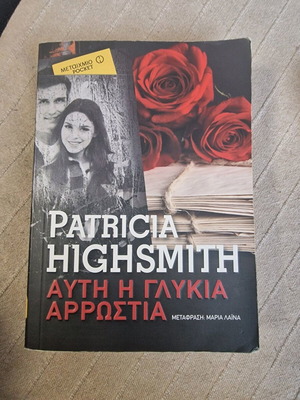 ΜΕΤΑΙΧΜΙΟ
POCKET
PATRICIA
HIGHSMITH
ΑΥΤΗ Η ΓΛΥΚΙΑ
ΑΡΡΩΣΤΙΑ
ΜΕΤΑΦΡΑΣΗ: ΜΑΡΙΑ ΛΑΪΝΑ